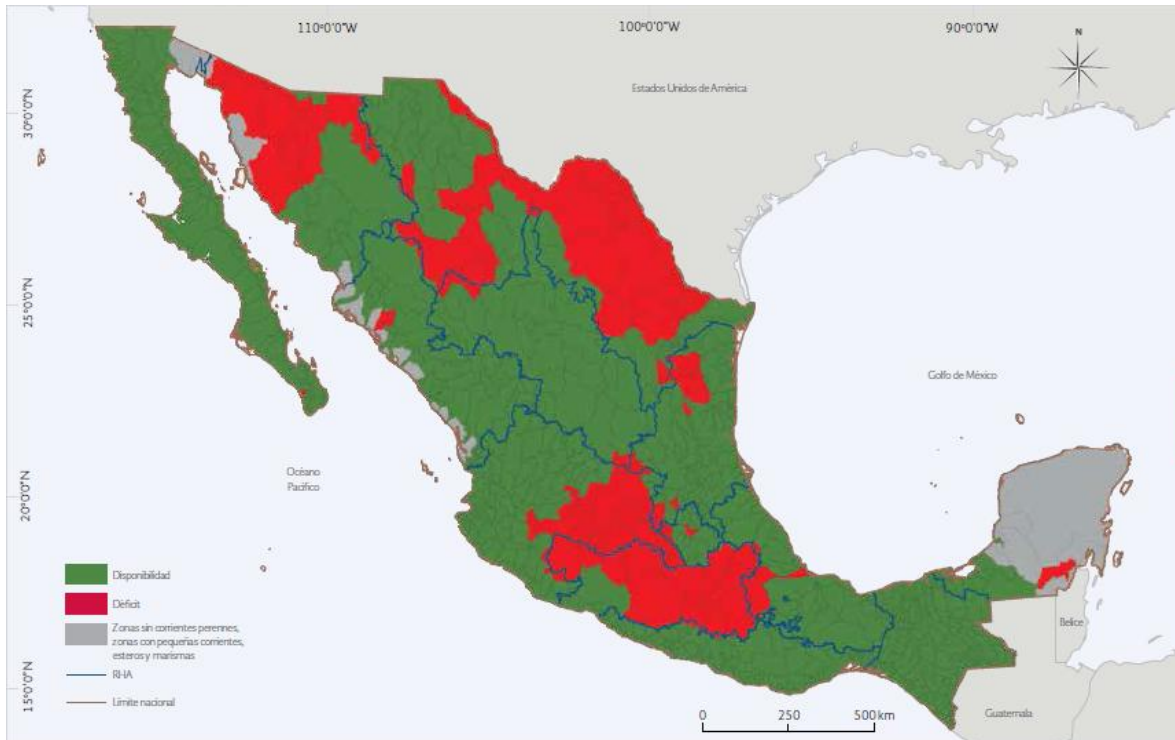 110°0'0"W
100°0'0"W
90°0'0"W
N
Estados Unidos de América
30°0'0"N
25°0'0"N
Golfo de México
Océano
Pacífico
20°0'0"N
Disponibilidad
Déficit
Zonas sin corrientes perennes,
zonas con pequeñas corrientes,
esteros y marismas
RHA
Límite nacional
Belice
15°0'0"N
0 250 500 km
Guatemala